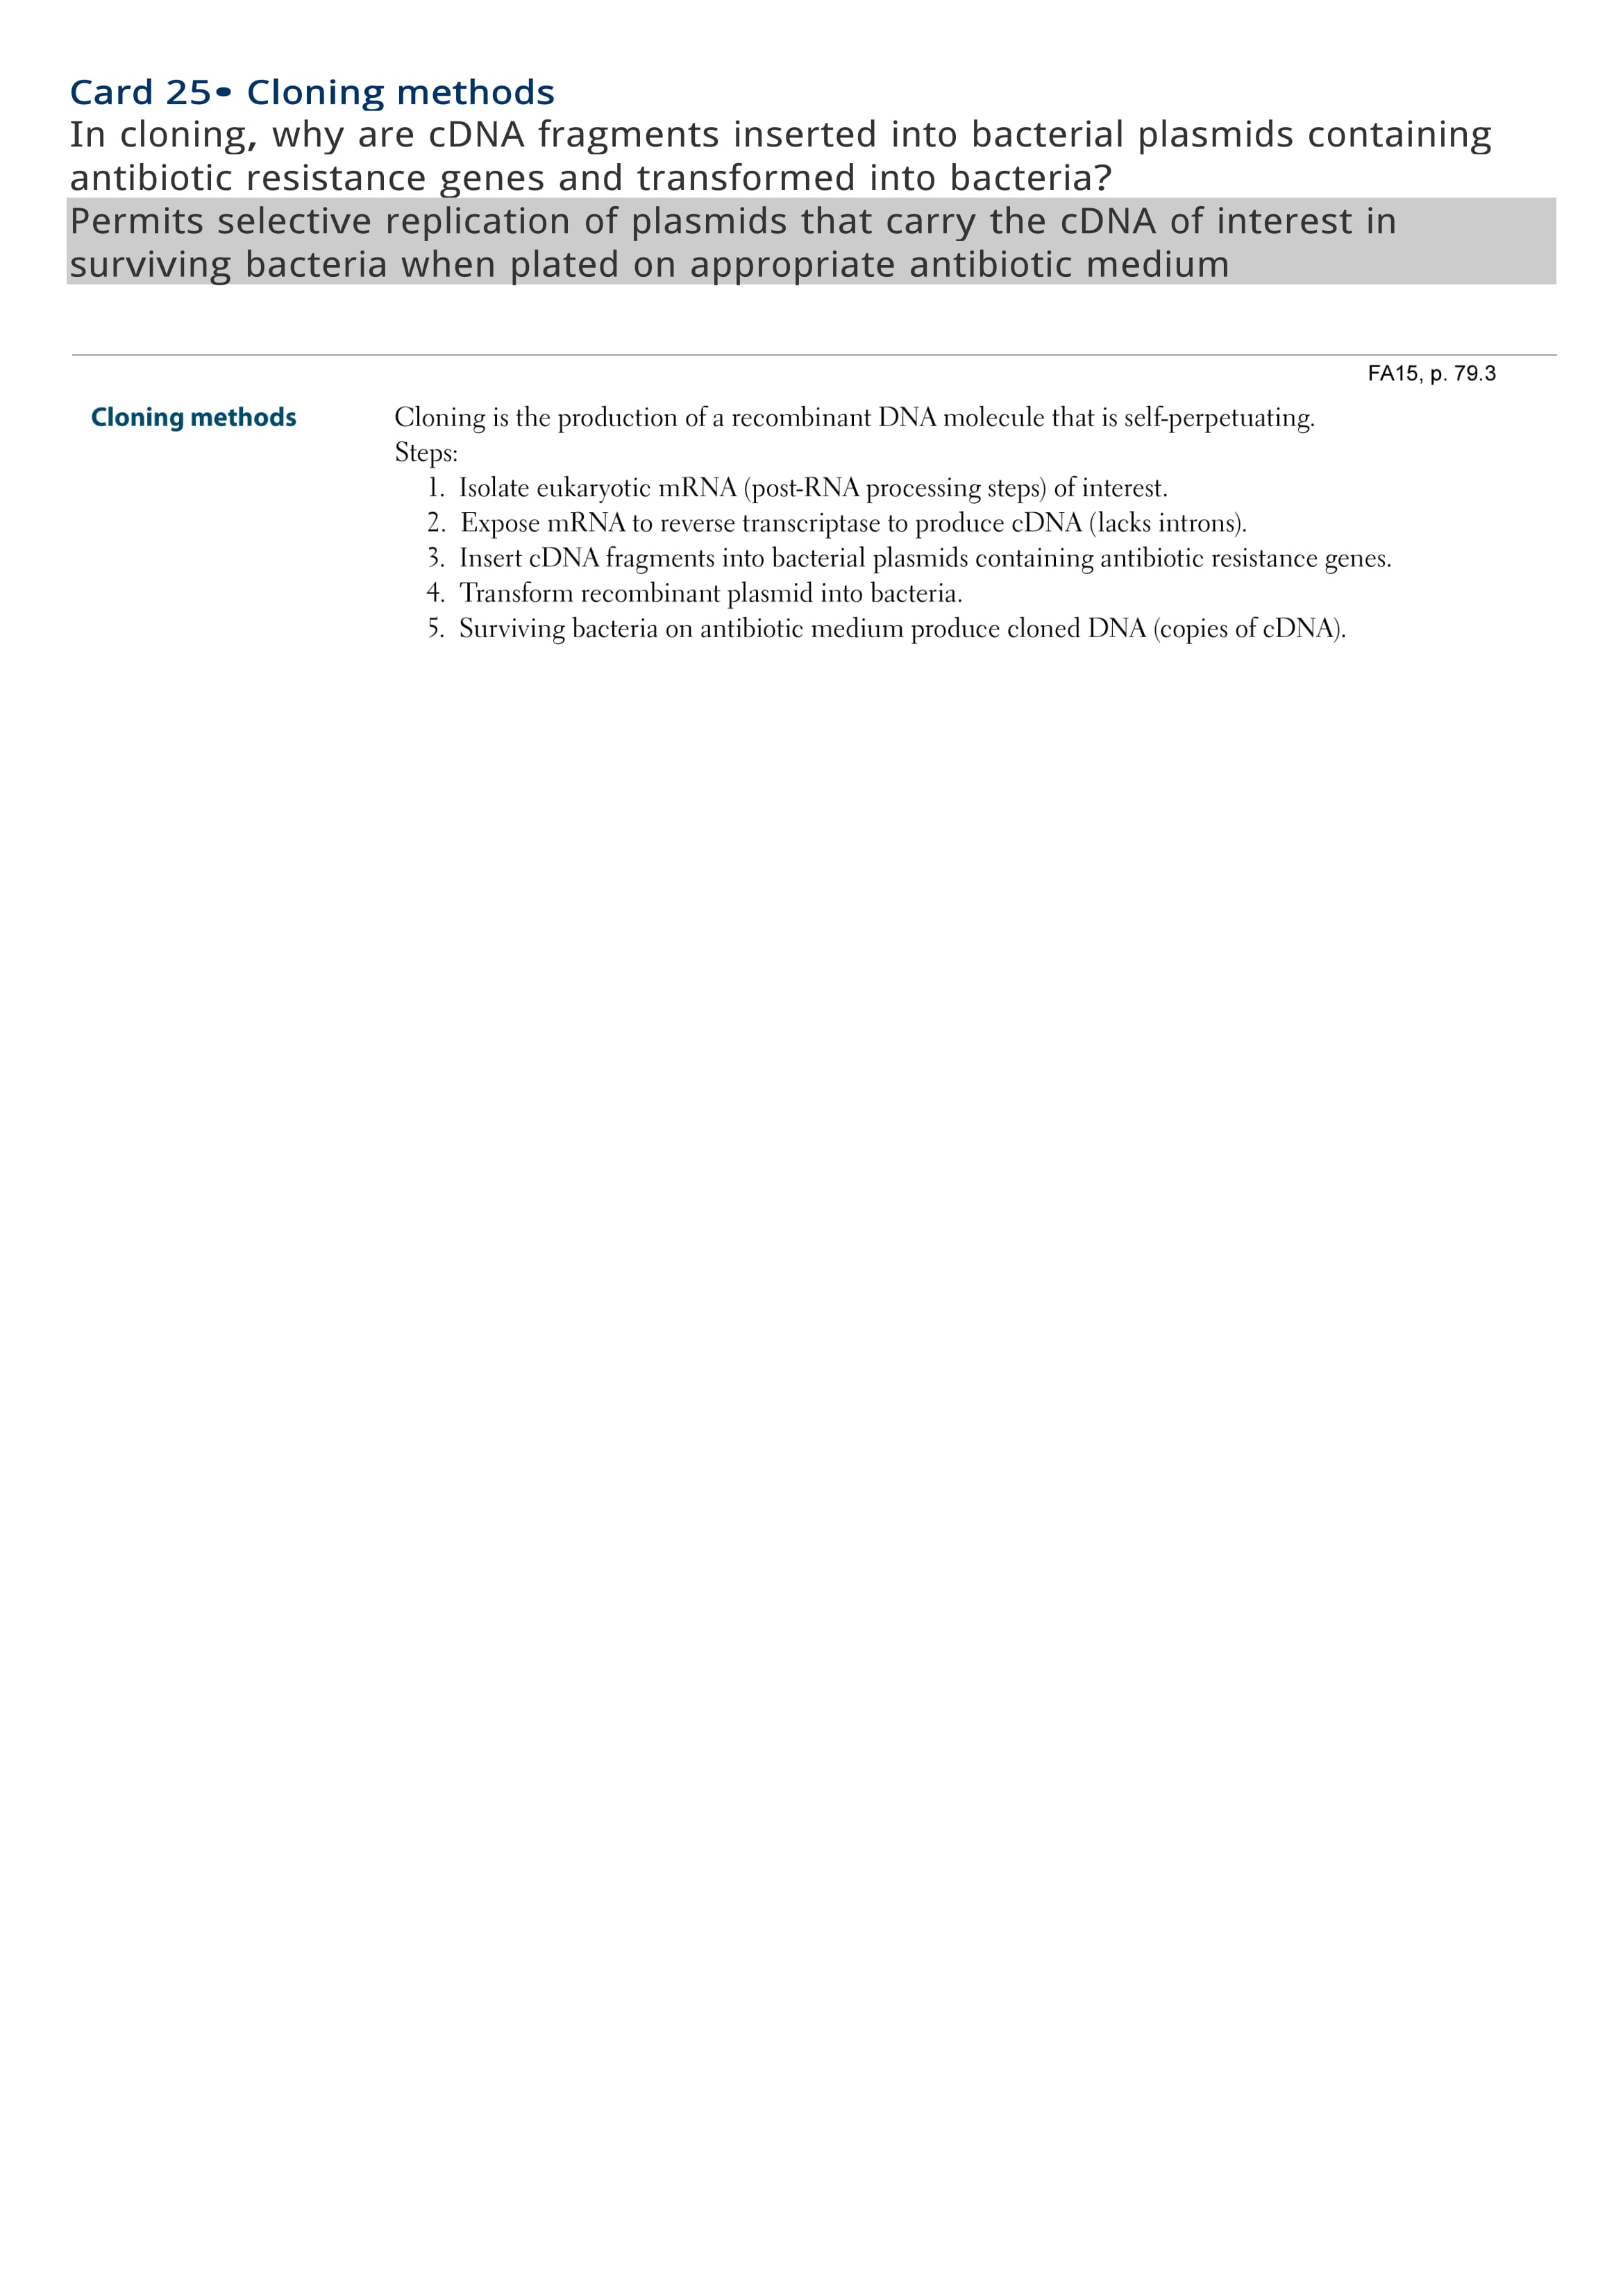 Card 25• Cloning methods
In cloning, why are cDNA fragments inserted into bacterial plasmids containing
antibiotic resistance genes and transformed into bacteria?
Permits selective replication of plasmids that carry the cDNA of interest in
surviving bacteria when plated on appropriate antibiotic medium
FA15, p. 79.3
Cloning methods
Cloning is the production of a recombinant DNA molecule that is self-perpetuating.
Steps:
1. Isolate eukaryotic mRNA (post-RNA processing steps) of interest.
2. Expose mRNA to reverse transcriptase to produce cDNA (lacks introns).
3. Insert cDNA fragments into bacterial plasmids containing antibiotic resistance genes.
4. Transform recombinant plasmid into bacteria.
5. Surviving bacteria on antibiotic medium produce cloned DNA (copies of cDNA).